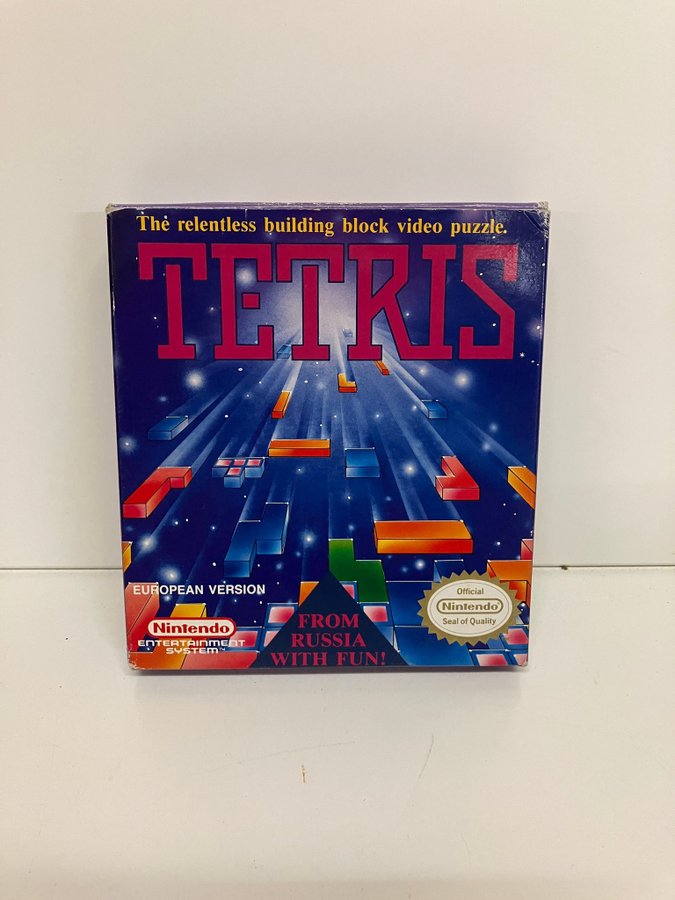 The relentless building block video puzzle.
TETRIS
EUROPEAN VERSION
Nintendo
ENTERTAINMENT
SYSTEM™
FROM
RUSSIA
WITH FUN!
Official
Nintendo
Seal of Quality